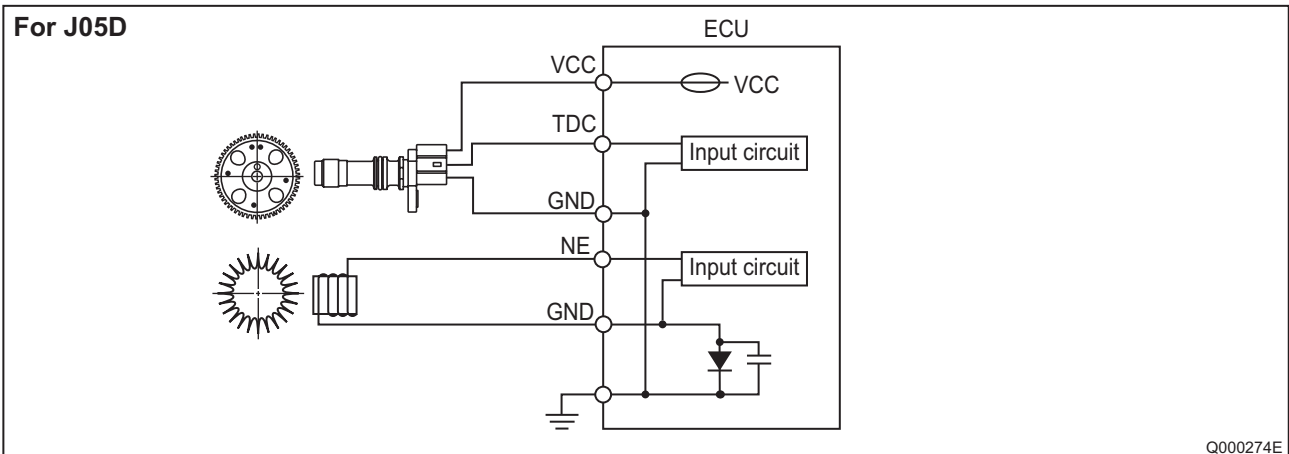 For J05D
ECU
VCC
VCC
TDC
Input circuit
GND
NE
Input circuit
GND
Q000274E